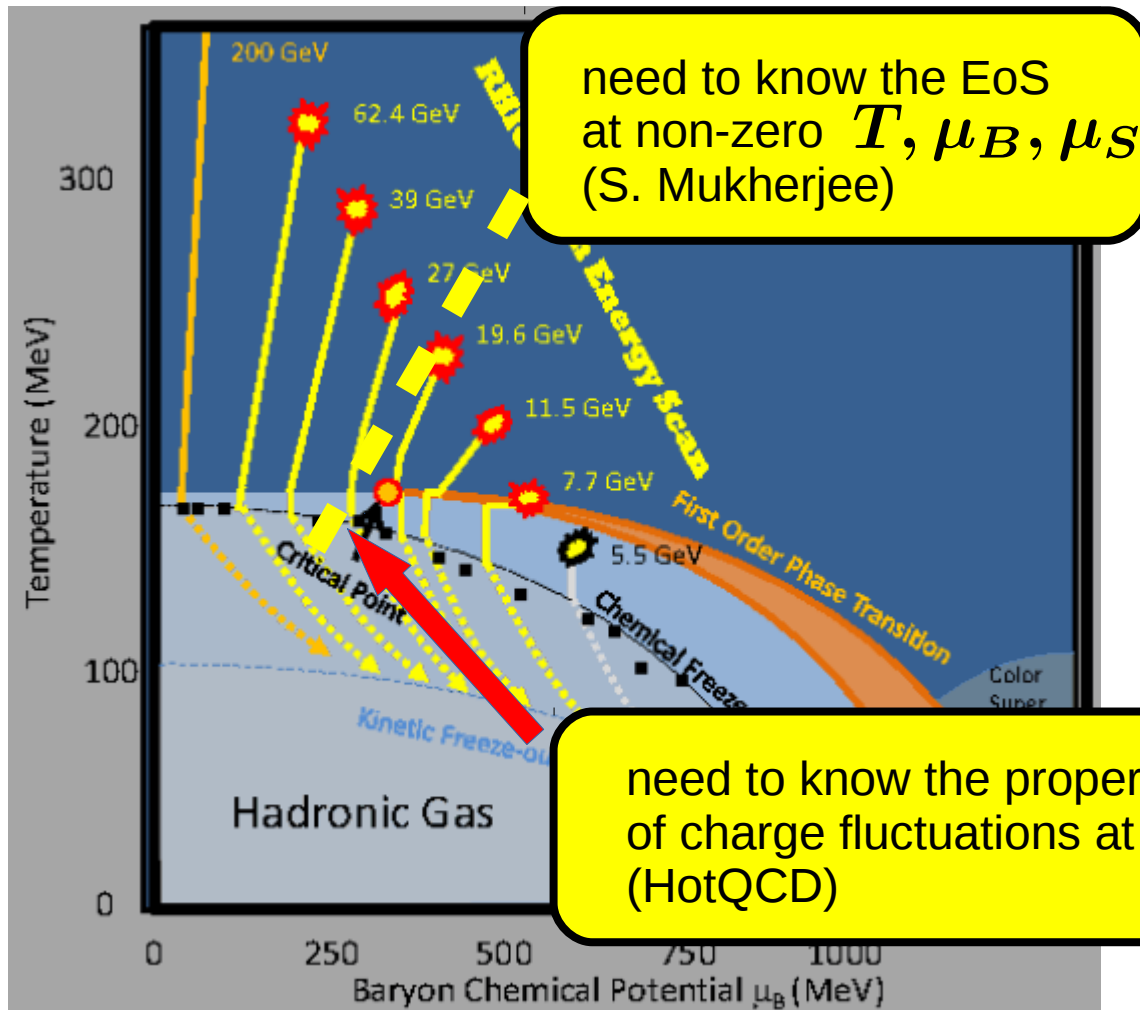 200 GeV
62.4 GeV
39 GeV
27 GeV
19.6 GeV
11.5 GeV
7.7 GeV
5.5 GeV
need to know the EoS
at non-zero T, μ_B, μ_S
(S. Mukherjee)
Energy Scan
300
200
100
0
Temperature (MeV)
First Order Phase Transition
Critical Point
Chemical Freeze
Color
Super
Kinetic Freeze-ou
Hadronic Gas
need to know the proper
of charge fluctuations at
(HotQCD)
0
250
500
750
1000
Baryon Chemical Potential μ_B (MeV)